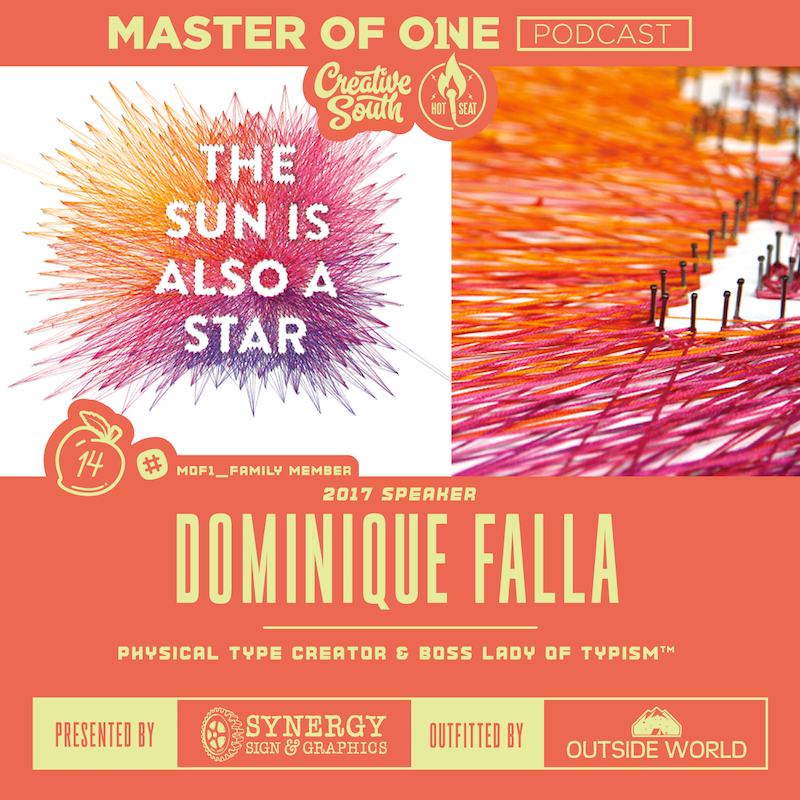 MASTER OF O1NE PODCAST
Creative
South
HOT SEAT
THE
SUN IS
ALSO A
STAR
14
# MOF1_FAMILY MEMBER
2017 SPEAKER
DOMINIQUE FALLA
PHYSICAL TYPE CREATOR & BOSS LADY OF TYPISM™
PRESENTED BY
SYNERGY
SIGN & GRAPHICS
OUTFITTED BY
OUTSIDE WORLD